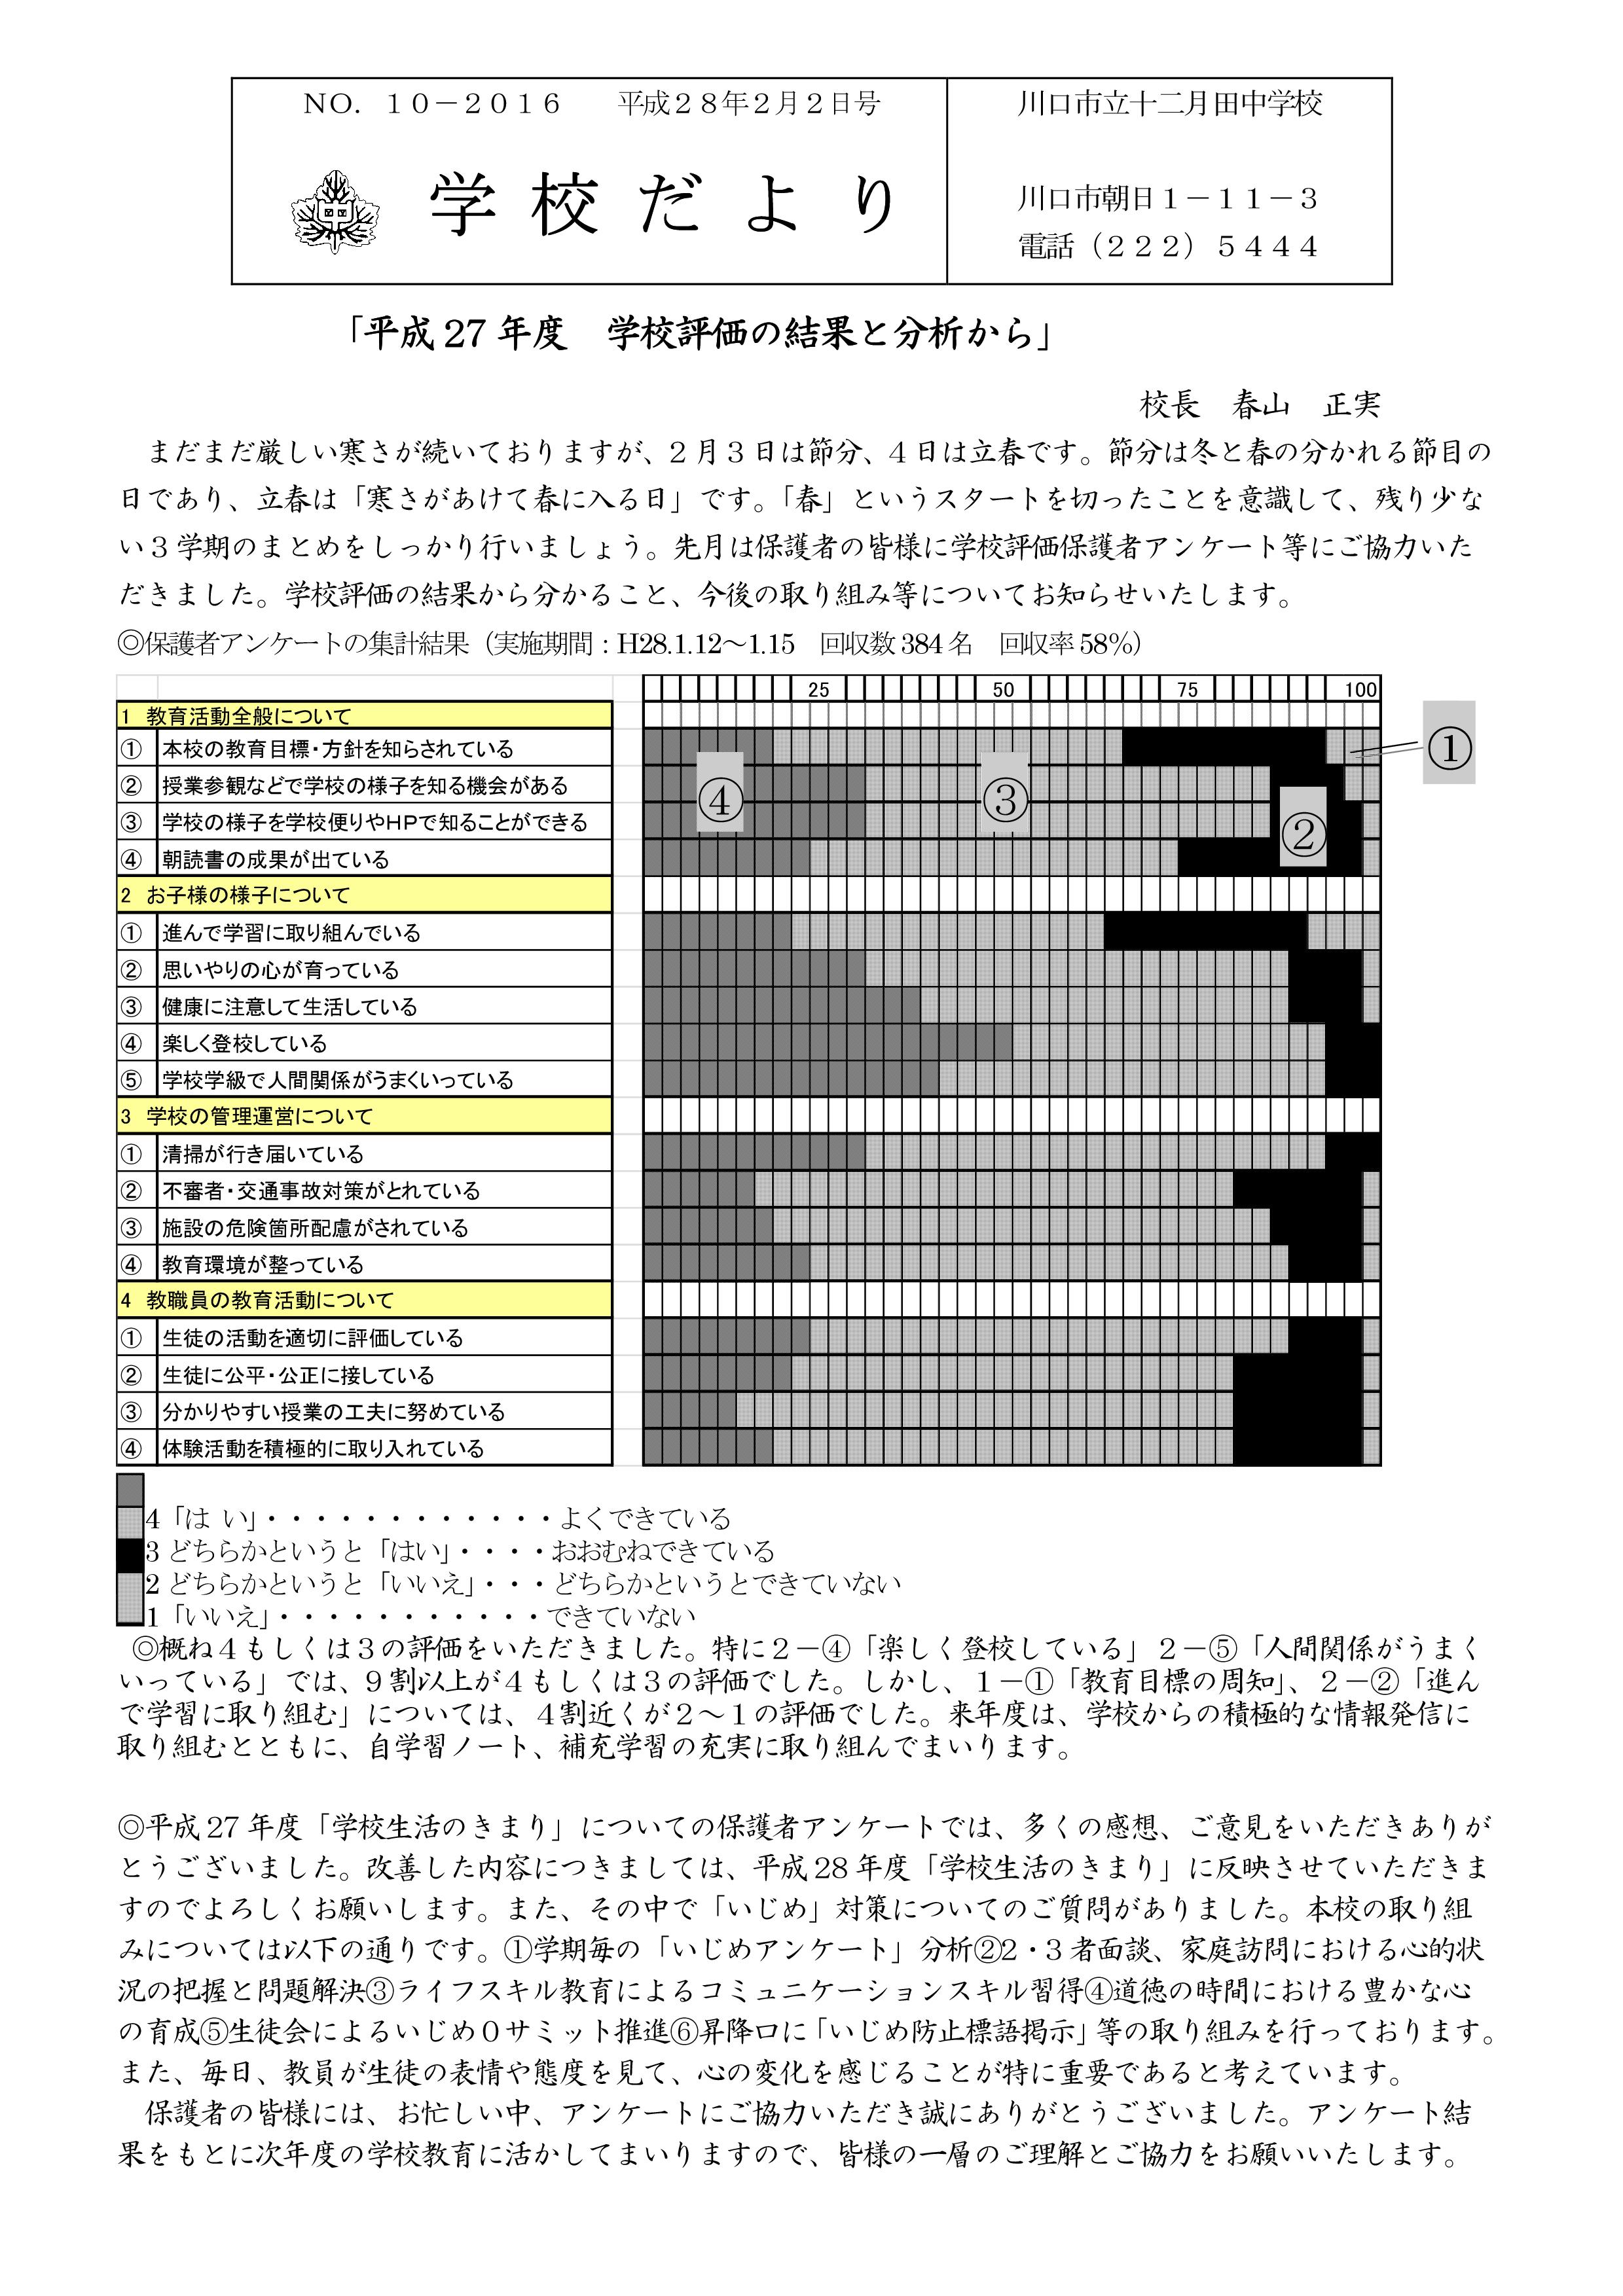 NO. １０－２０１６　　平成２８年２月２日号
学校だより
川口市立十二月田中学校
川口市朝日１－１１－３
電話（２２２）５４４４
「平成27年度　学校評価の結果と分析から」
校長　春山　正実
まだまだ厳しい寒さが続いておりますが、２月３日は節分、４日は立春です。節分は冬と春の分かれる節目の
日であり、立春は「寒さがあけて春に入る日」です。「春」というスタートを切ったことを意識して、残り少な
い３学期のまとめをしっかり行いましょう。先月は保護者の皆様に学校評価保護者アンケート等にご協力いた
だきました。学校評価の結果から分かること、今後の取り組み等についてお知らせいたします。
◎保護者アンケートの集計結果（実施期間：H28.1.12～1.15　回収数384名　回収率58％）
25 50 75 100
1 教育活動全般について
① 本校の教育目標・方針を知らされている
② 授業参観などで学校の様子を知る機会がある
③ 学校の様子を学校便りやHPで知ることができる
④ 朝読書の成果が出ている
④ ③ ② ①
2 お子様の様子について
① 進んで学習に取り組んでいる
② 思いやりの心が育っている
③ 健康に注意して生活している
④ 楽しく登校している
⑤ 学校学級で人間関係がうまくいっている
3 学校の管理運営について
① 清掃が行き届いている
② 不審者・交通事故対策がとれている
③ 施設の危険箇所配慮がされている
④ 教育環境が整っている
4 教職員の教育活動について
① 生徒の活動を適切に評価している
② 生徒に公平・公正に接している
③ 分かりやすい授業の工夫に努めている
④ 体験活動を積極的に取り入れている
4「は い」・・・・・・・・・・・・よくできている
3 どちらかというと「はい」・・・・おおむねできている
2 どちらかというと「いいえ」・・・どちらかというとできていない
1「いいえ」・・・・・・・・・・・できていない
◎概ね４もしくは３の評価をいただきました。特に２－④「楽しく登校している」２－⑤「人間関係がうまく
いっている」では、９割以上が４もしくは３の評価でした。しかし、１－①「教育目標の周知」、２－②「進ん
で学習に取り組む」については、４割近くが２～１の評価でした。来年度は、学校からの積極的な情報発信に
取り組むとともに、自学習ノート、補充学習の充実に取り組んでまいります。
◎平成27年度「学校生活のきまり」についての保護者アンケートでは、多くの感想、ご意見をいただきありが
とうございました。改善した内容につきましては、平成28年度「学校生活のきまり」に反映させていただきま
すのでよろしくお願いします。また、その中で「いじめ」対策についてのご質問がありました。本校の取り組
みについては以下の通りです。①学期毎の「いじめアンケート」分析②2・３者面談、家庭訪問における心的状
況の把握と問題解決③ライフスキル教育によるコミュニケーションスキル習得④道徳の時間における豊かな心
の育成⑤生徒会によるいじめ０サミット推進⑥昇降口に「いじめ防止標語掲示」等の取り組みを行っております。
また、毎日、教員が生徒の表情や態度を見て、心の変化を感じることが特に重要であると考えています。
保護者の皆様には、お忙しい中、アンケートにご協力いただき誠にありがとうございました。アンケート結
果をもとに次年度の学校教育に活かしてまいりますので、皆様の一層のご理解とご協力をお願いいたします。